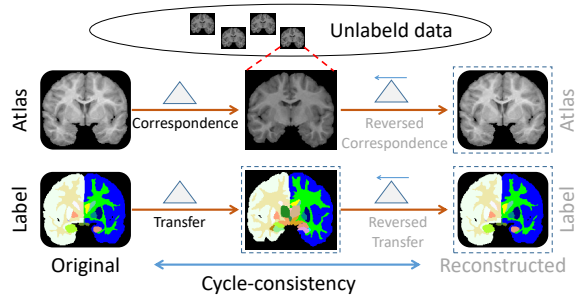 Unlabeld data
Atlas
Correspondence
Reversed
Correspondence
Atlas
Label
Transfer
Reversed
Transfer
Label
Original
Reconstructed
Cycle-consistency